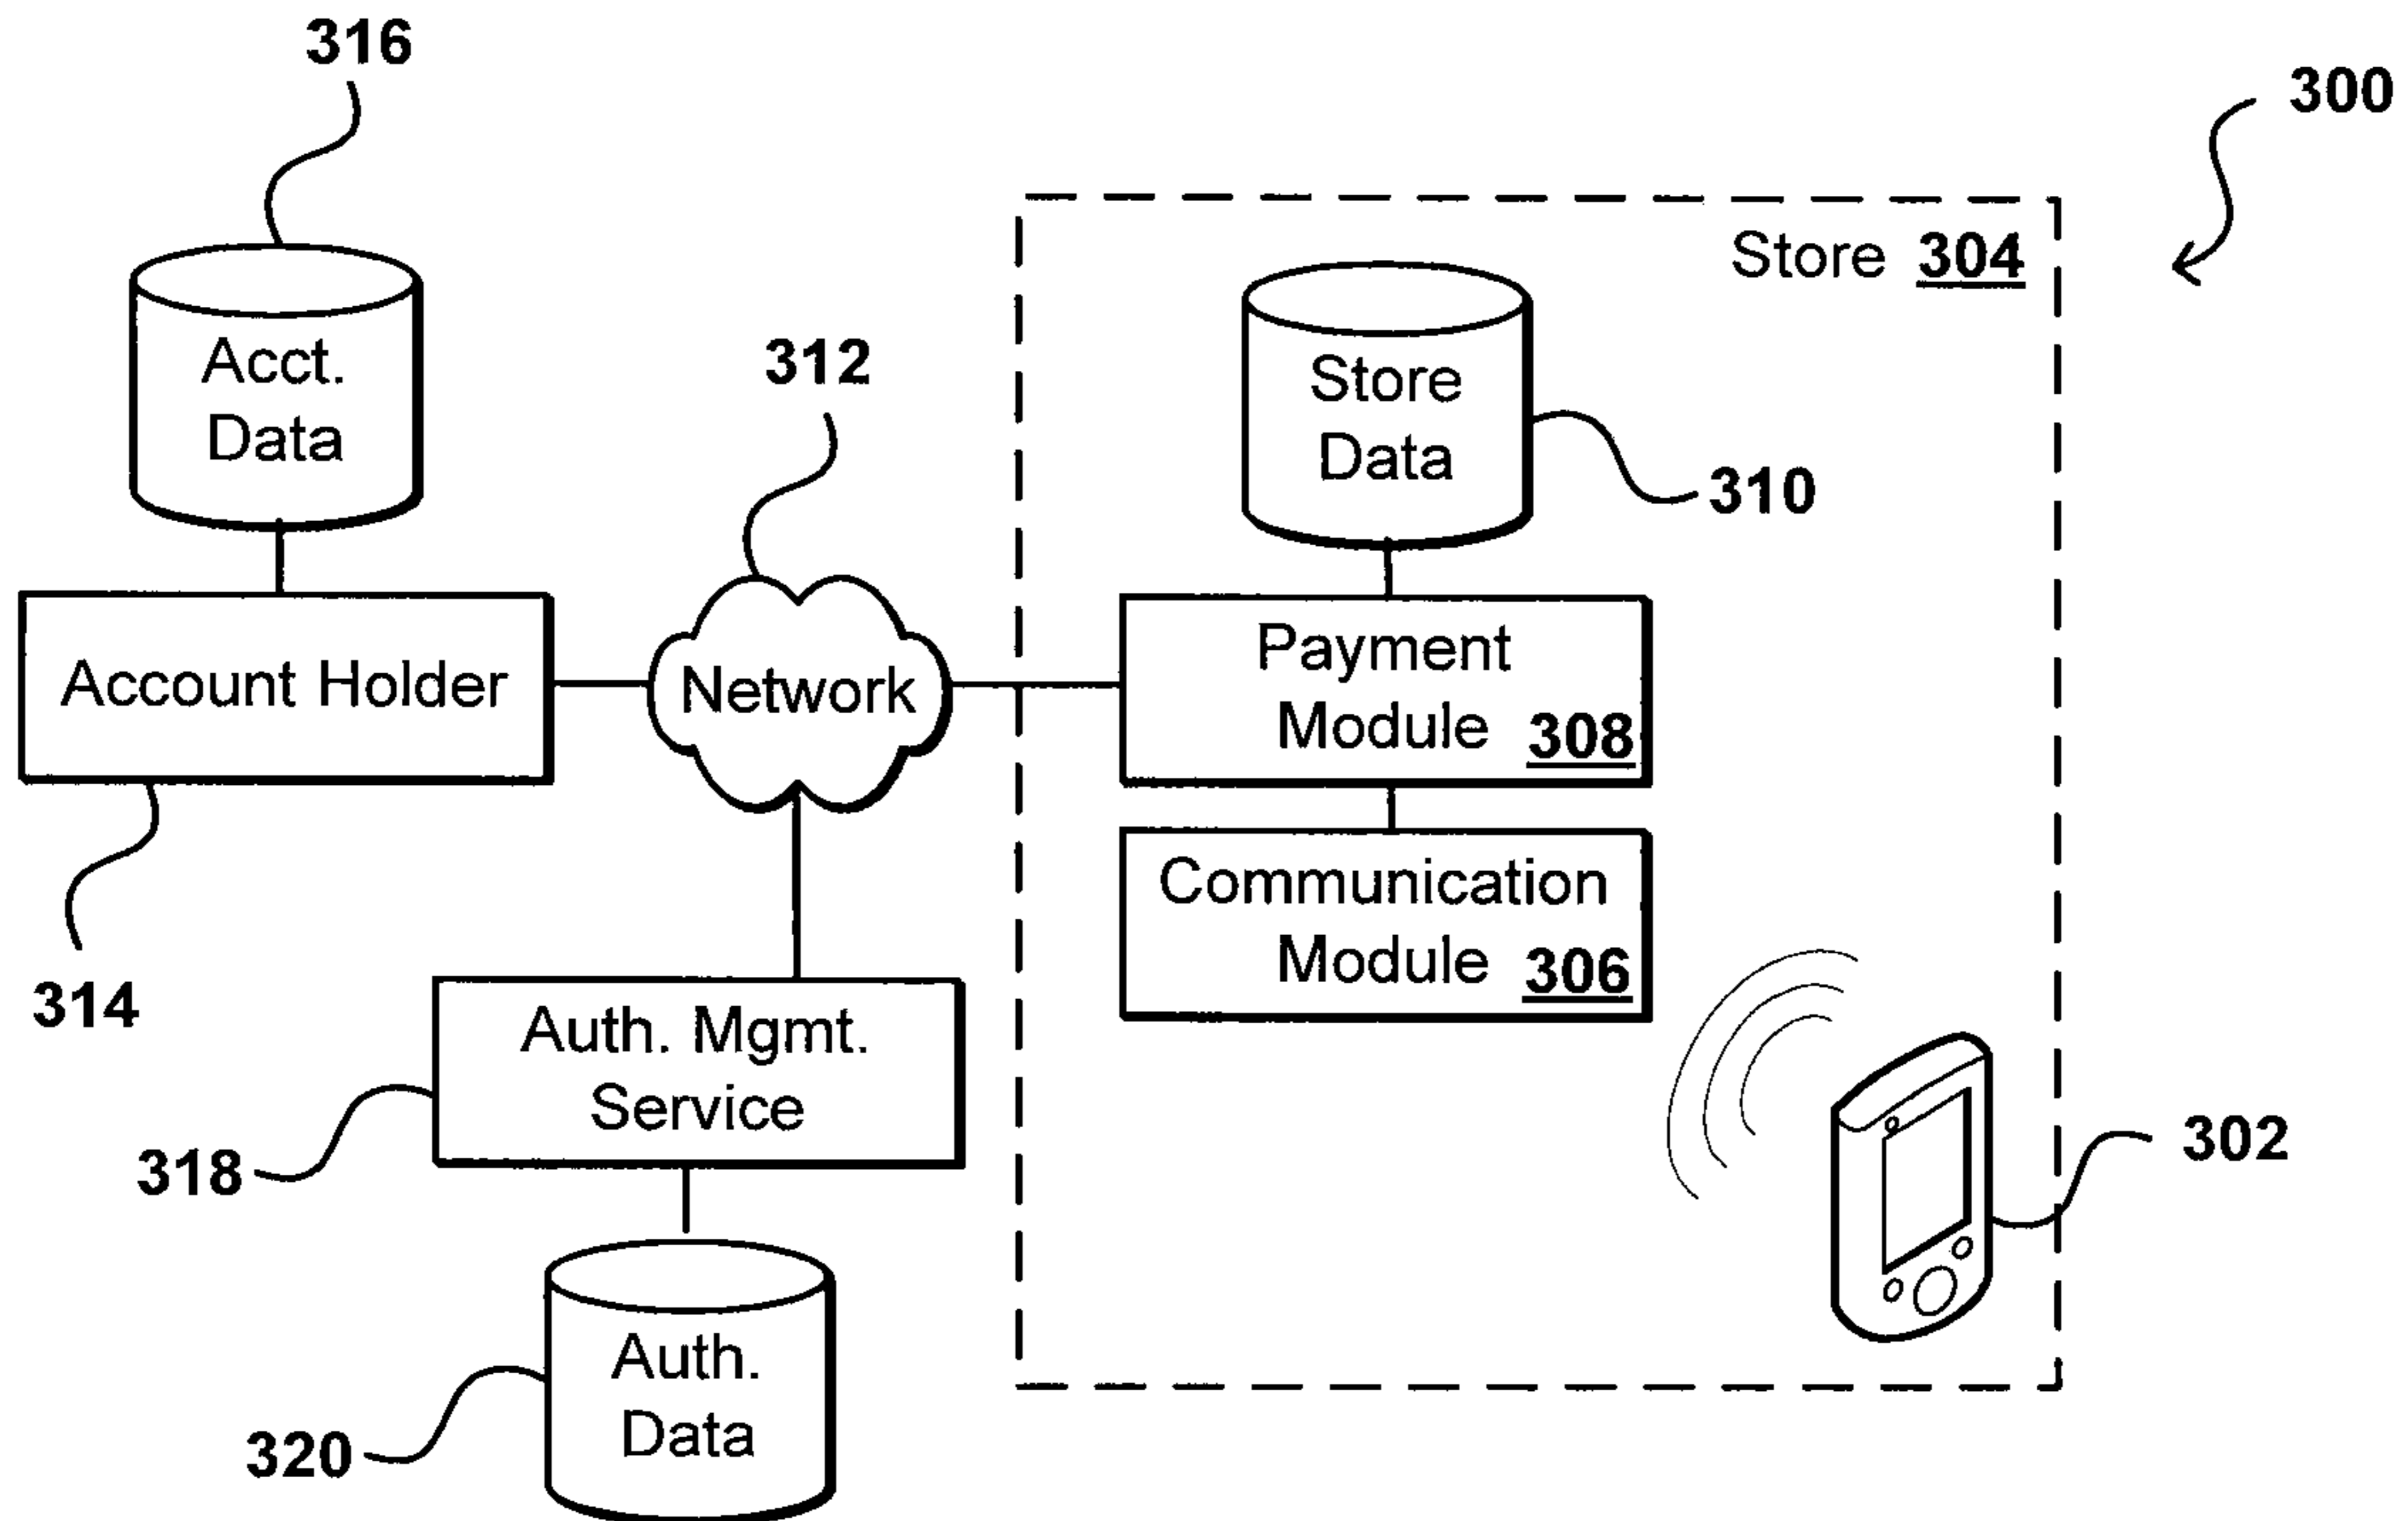 316
300
Store 304
Acct.
Data
312
Store
Data
310
Account Holder
Network
Payment
Module 308
Communication
Module 306
314
Auth. Mgmt.
Service
318
302
Auth.
Data
320